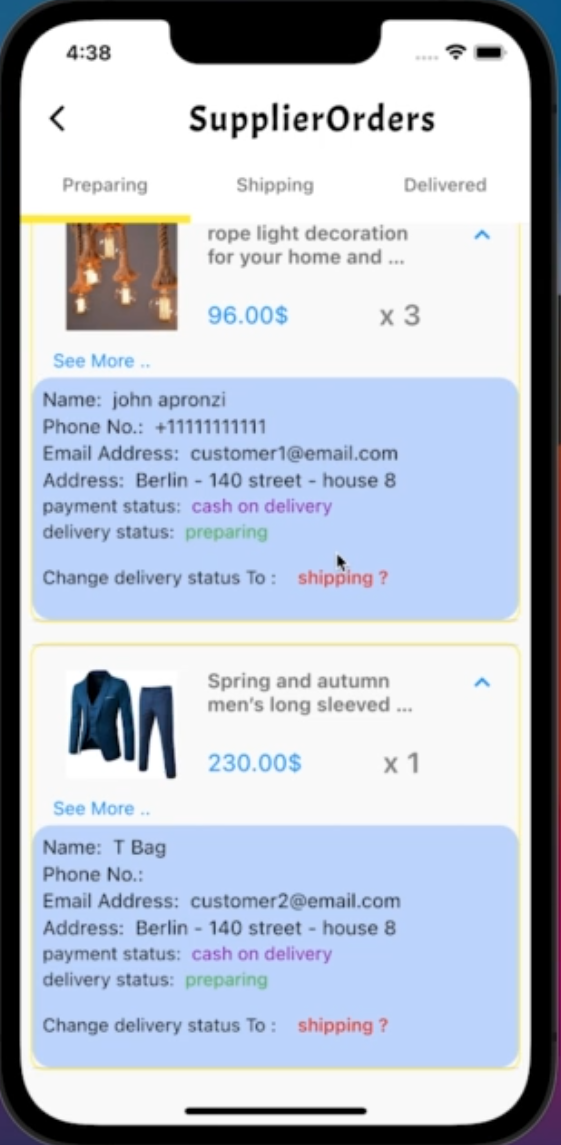 4:38
SupplierOrders
Preparing Shipping Delivered
rope light decoration
for your home and ...
96.00$ x 3
See More ..
Name: john apronzi
Phone No.: +11111111111
Email Address: customer1@email.com
Address: Berlin - 140 street - house 8
payment status: cash on delivery
delivery status: preparing
Change delivery status To : shipping ?
Spring and autumn
men's long sleeved ...
230.00$ x 1
See More ..
Name: T Bag
Phone No.:
Email Address: customer2@email.com
Address: Berlin - 140 street - house 8
payment status: cash on delivery
delivery status: preparing
Change delivery status To : shipping ?